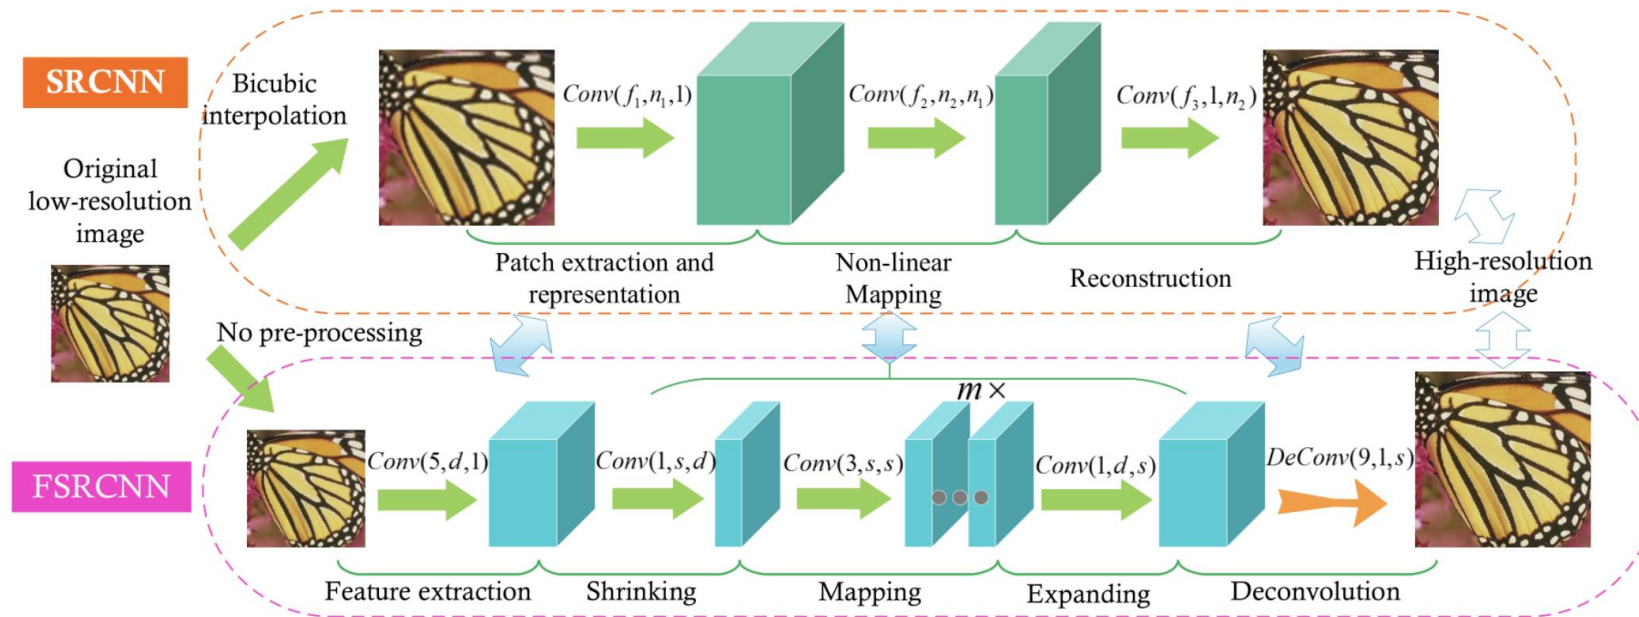 SRCNN
Bicubic
interpolation
Original
low-resolution
image
Conv(f₁,n₁,1)
Conv(f₂,n₂,n₁)
Conv(f₃,1,n₂)
Patch extraction and
representation
Non-linear
Mapping
Reconstruction
High-resolution
image
No pre-processing
m×
FSRCNN
Conv(5,d,1)
Conv(1,s,d)
Conv(3,s,s)
Conv(1,d,s)
DeConv(9,1,s)
Feature extraction
Shrinking
Mapping
Expanding
Deconvolution